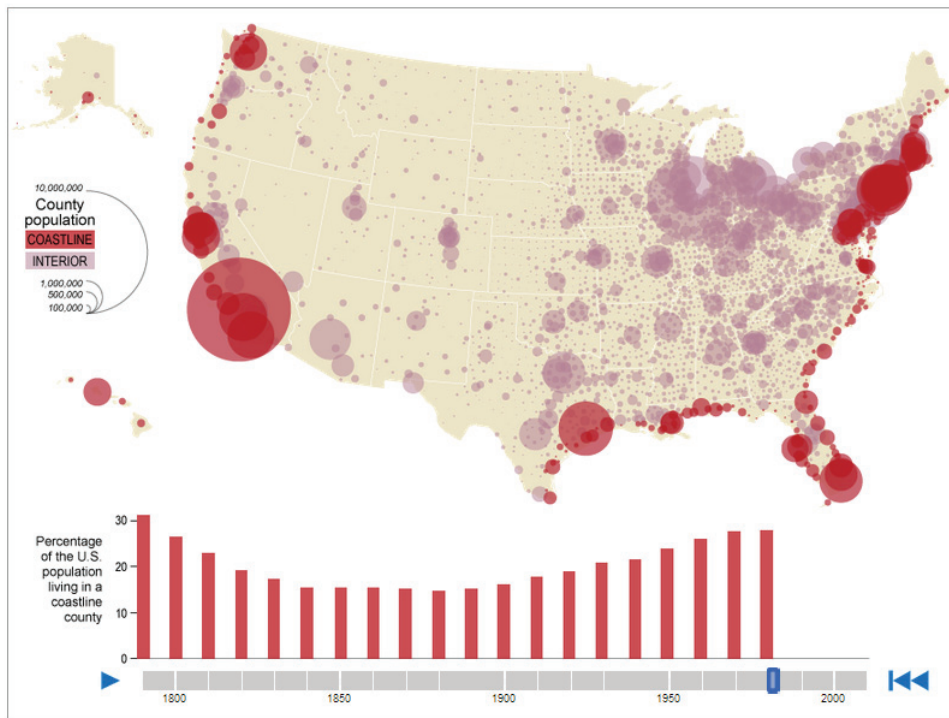 10,000,000
County
population
COASTLINE
INTERIOR
1,000,000
500,000
100,000
Percentage
of the U.S.
population
living in a
coastline
county
30
20
10
0
1800
1850
1900
1950
2000